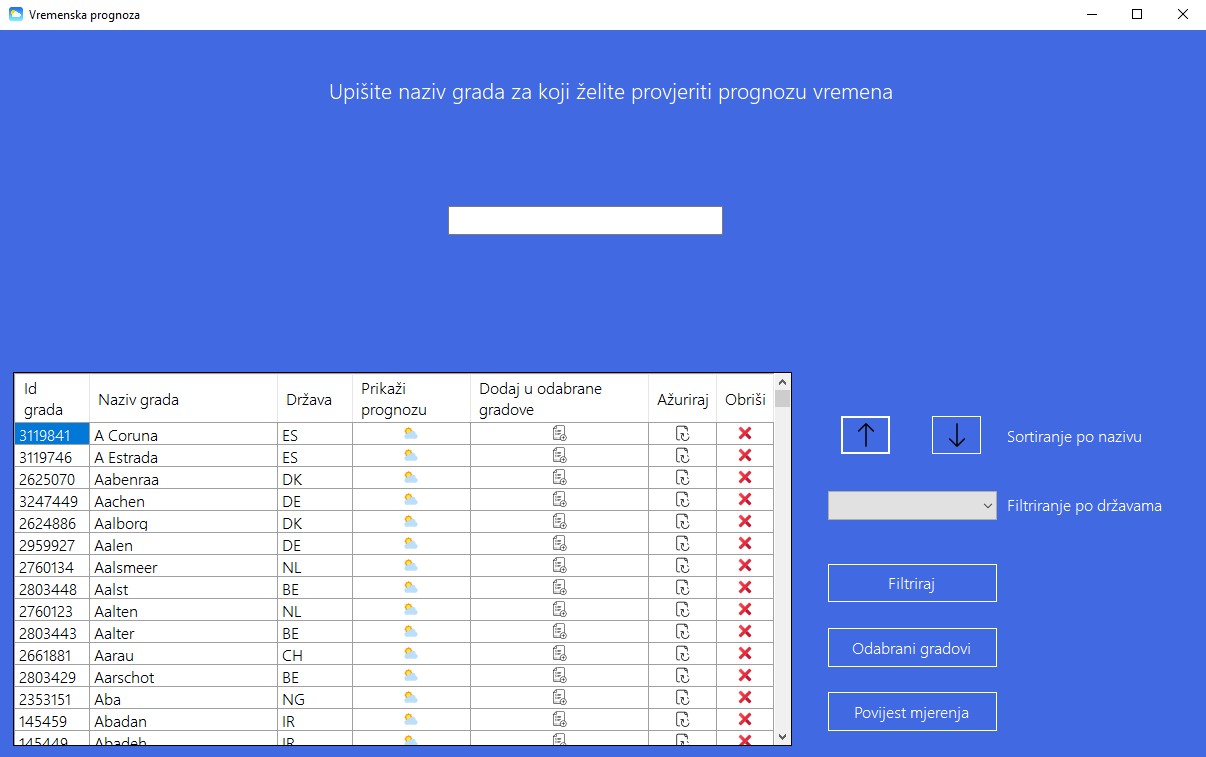 Vremenska prognoza
Upišite naziv grada za koji želite provjeriti prognozu vremena
Id grada Naziv grada Država Prikaži prognozu Dodaj u odabrane gradove Ažuriraj Obriši
3119841 A Coruna ES
3119746 A Estrada ES
2625070 Aabenraa DK
3247449 Aachen DE
2624886 Aalborg DK
2959927 Aalen DE
2760134 Aalsmeer NL
2803448 Aalst BE
2760123 Aalten NL
2803443 Aalter BE
2661881 Aarau CH
2803429 Aarschot BE
2353151 Aba NG
145459 Abadan IR
145449 Abadeh IR
Sortiranje po nazivu
Filtriranje po državama
Filtriraj
Odabrani gradovi
Povijest mjerenja